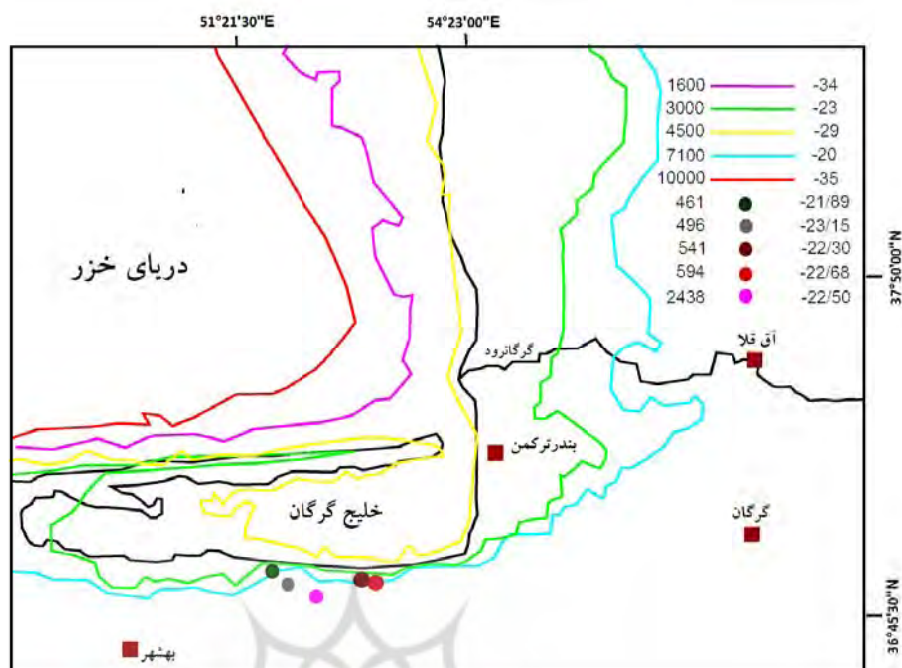 51°21'30"E 54°23'00"E
1600 -34
3000 -23
4500 -29
7100 -20
10000 -35
461 -21/89
496 -23/15
541 -22/30
594 -22/68
2438 -22/50
37°50'00"N
دریای خزر
آق قلا
گرگانرود
بندرترکمن
خلیج گرگان
گرگان
36°45'30"N
بهشهر